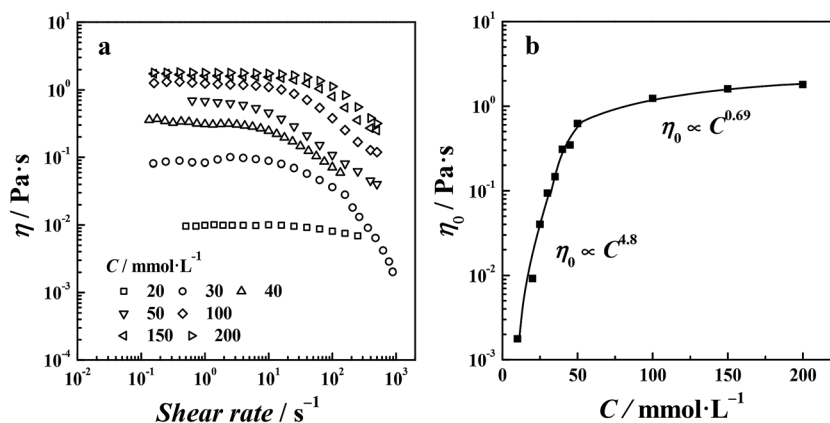 a
10¹
10⁰
10⁻¹
10⁻²
10⁻³
10⁻⁴
η / Pa·s
C / mmol·L⁻¹
20 30 40
50 100
150 200
10⁻² 10⁻¹ 10⁰ 10¹ 10² 10³
Shear rate / s⁻¹
b
10¹
10⁰
10⁻¹
10⁻²
10⁻³
η₀ / Pa·s
η₀ ∝ C⁰·⁶⁹
η₀ ∝ C⁴·⁸
0 50 100 150 200
C / mmol·L⁻¹